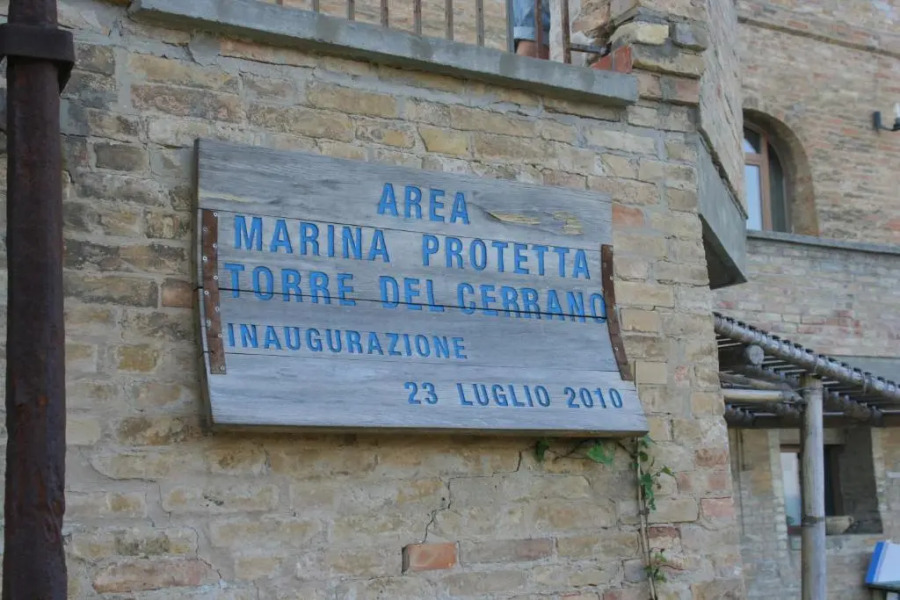 AREA
MARINA PROTETTA
TORRE DEL CERRANO
INAUGURAZIONE
23 LUGLIO 2010